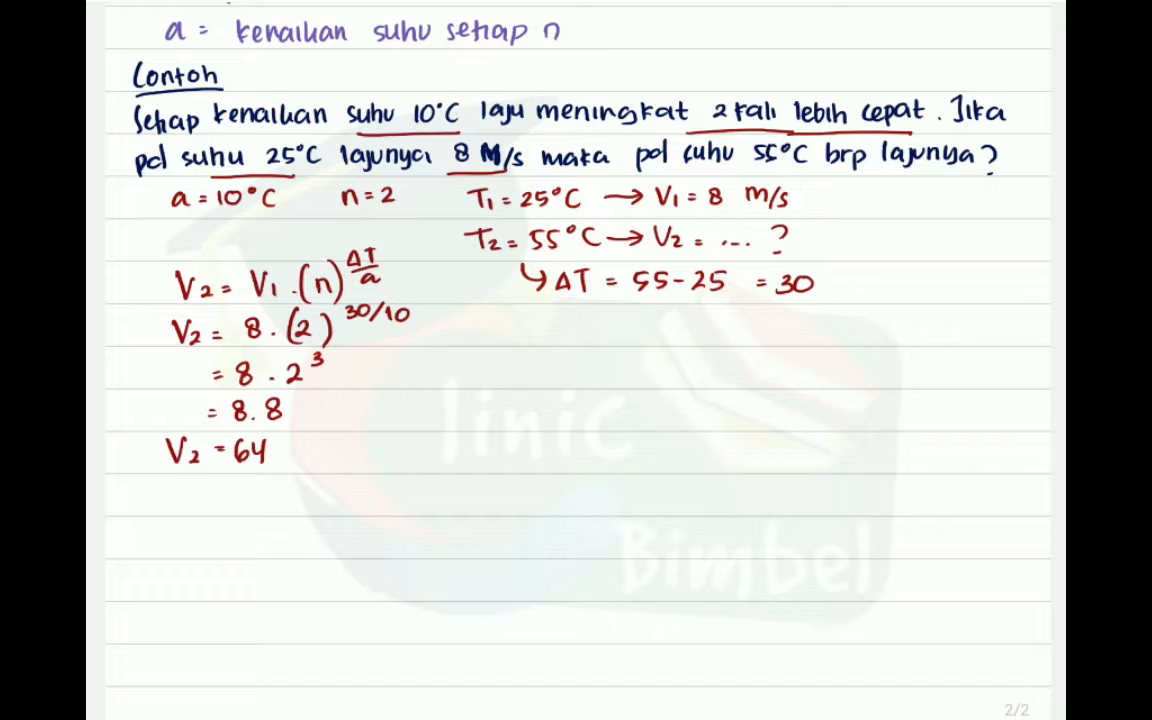 a = kenaikan suhu setiap n
Contoh
Setiap kenaikan suhu 10°C laju meningkat 2 kali lebih cepat. Jika
pd suhu 25°C lajunya 8 M/s maka pd suhu 55°C brp lajunya?
a = 10°C n = 2 T₁ = 25°C → V₁ = 8 m/s
T₂ = 55°C → V₂ = ... ?
V₂ = V₁ . (n)^ΔT/a ↳ ΔT = 55 - 25 = 30
V₂ = 8 . (2)^30/10
= 8 . 2³
= 8 . 8
V₂ = 64
linic
Bimbel
2/2